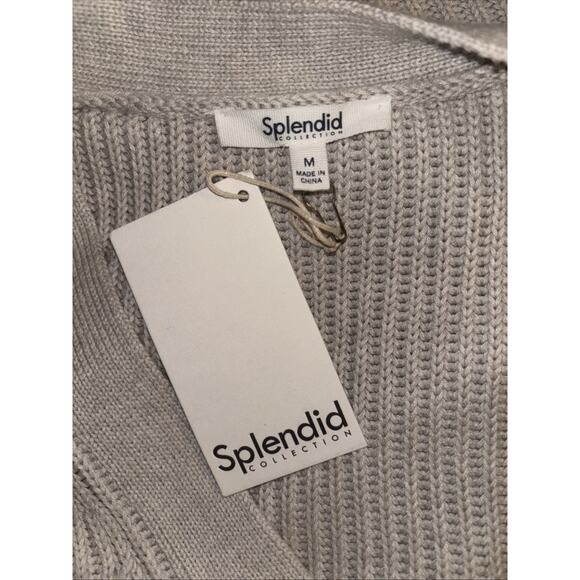 Splendid
COLLECTION
M
MADE IN
CHINA
Splendid
COLLECTION